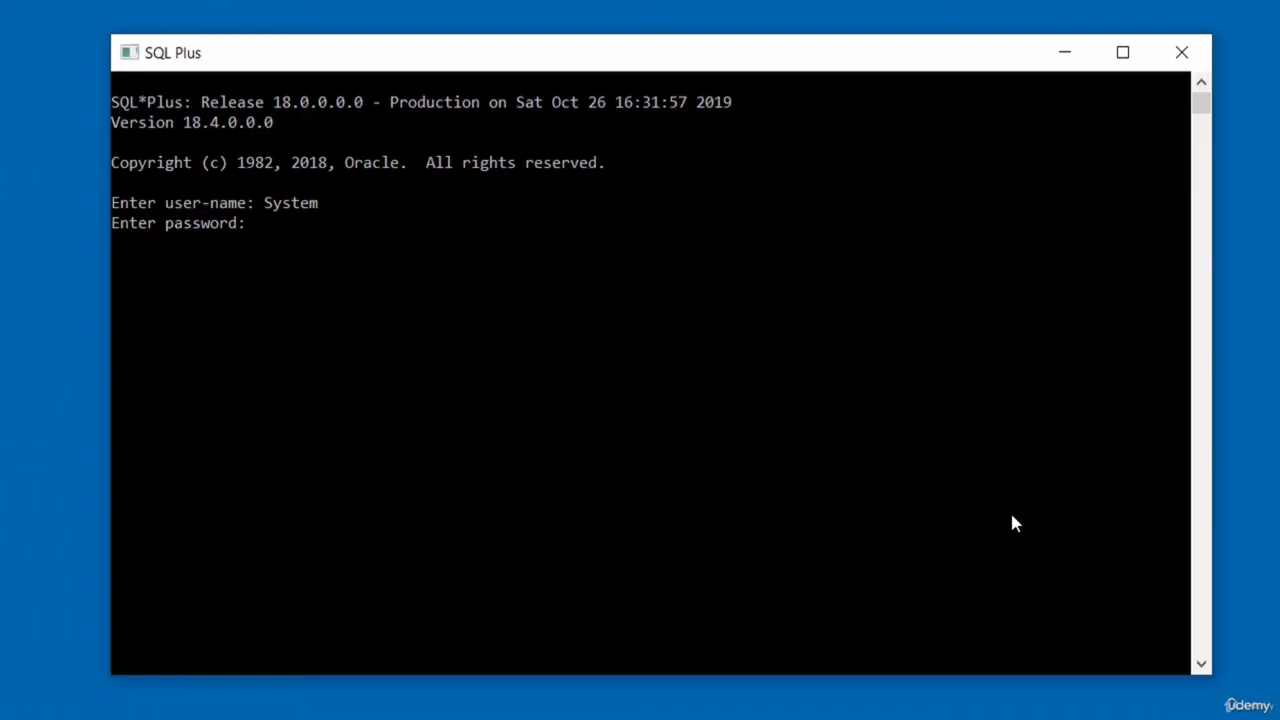 SQL Plus
SQL*Plus: Release 18.0.0.0.0 - Production on Sat Oct 26 16:31:57 2019
Version 18.4.0.0.0
Copyright (c) 1982, 2018, Oracle.  All rights reserved.
Enter user-name: System
Enter password:
ûdemy